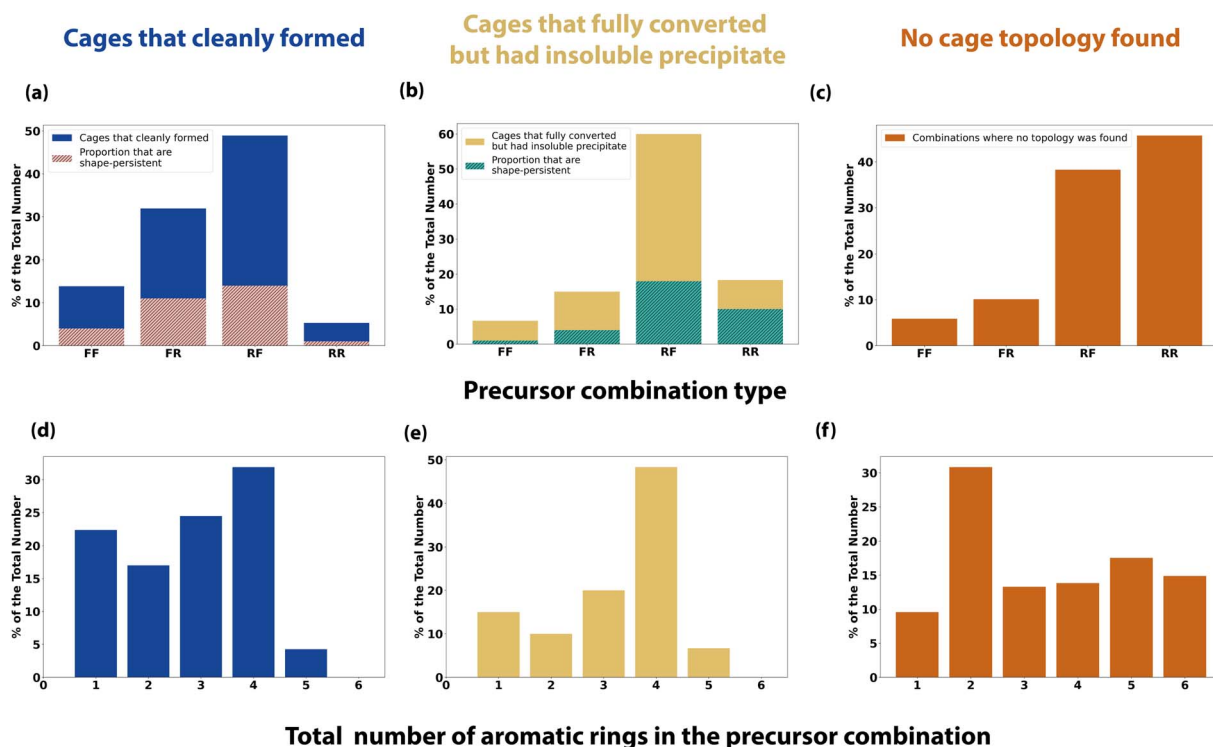 Cages that cleanly formed
Cages that fully converted
but had insoluble precipitate
No cage topology found
(a)
% of the Total Number
50
40
30
20
10
0
Cages that cleanly formed
Proportion that are
shape-persistent
FF FR RF RR
(b)
% of the Total Number
60
50
40
30
20
10
0
Cages that fully converted
but had insoluble precipitate
Proportion that are
shape-persistent
FF FR RF RR
(c)
% of the Total Number
40
30
20
10
0
Combinations where no topology was found
FF FR RF RR
Precursor combination type
(d)
% of the Total Number
30
25
20
15
10
5
0
0 1 2 3 4 5 6
(e)
% of the Total Number
50
40
30
20
10
0 1 2 3 4 5 6
(f)
% of the Total Number
30
25
20
15
10
5
0
1 2 3 4 5 6
Total number of aromatic rings in the precursor combination